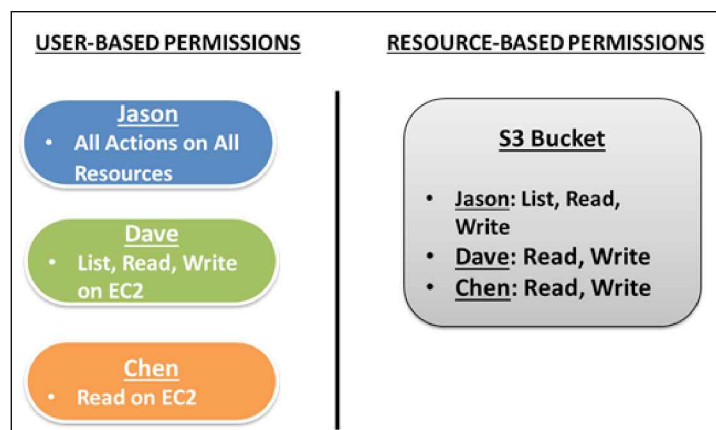 USER-BASED PERMISSIONS
Jason
• All Actions on All
Resources
Dave
• List, Read, Write
on EC2
Chen
• Read on EC2
RESOURCE-BASED PERMISSIONS
S3 Bucket
• Jason: List, Read,
Write
• Dave: Read, Write
• Chen: Read, Write